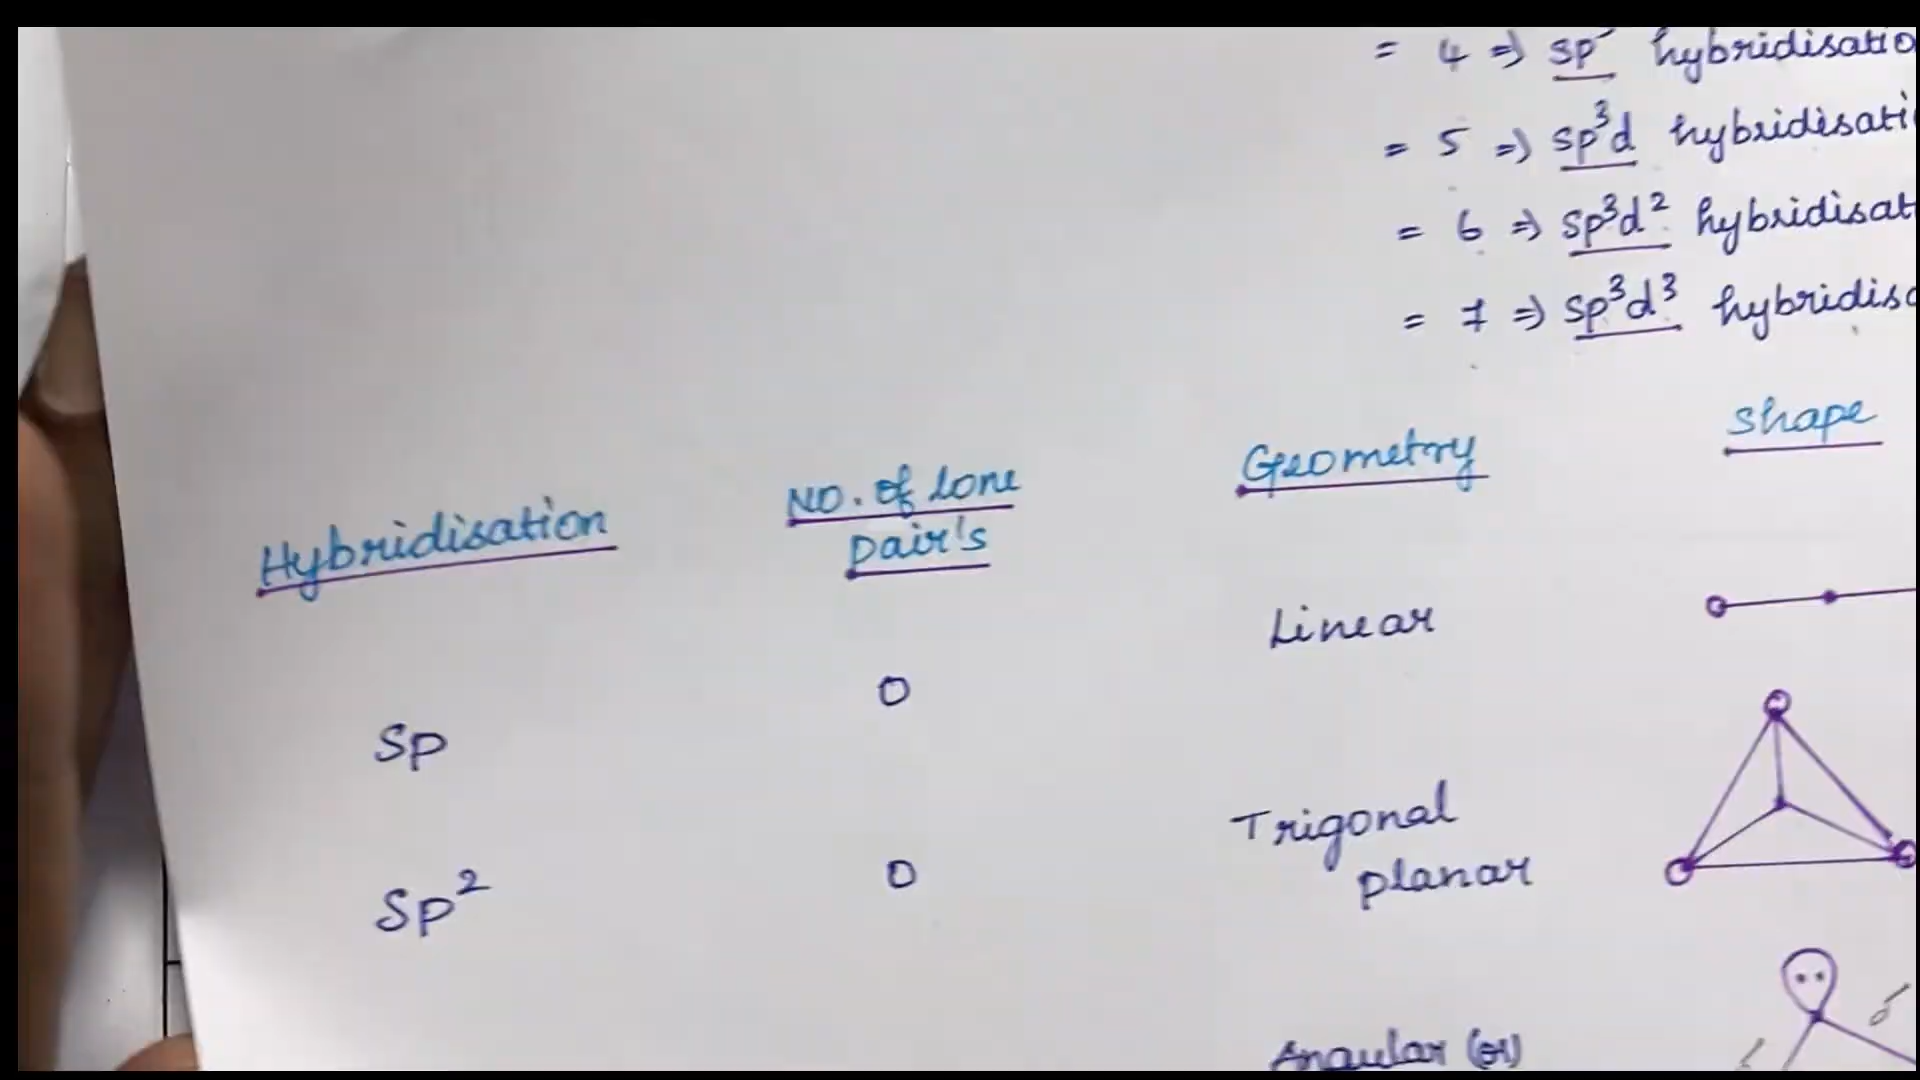 = 4 ⇒ sp hybridisatio
= 5 ⇒ sp³d hybridisati
= 6 ⇒ sp³d² hybridisat
= 7 ⇒ sp³d³ hybridisa
Hybridisation No. of lone pair's Geometry Shape
Sp 0 Linear
Sp² 0 Trigonal planar
Angular (or)